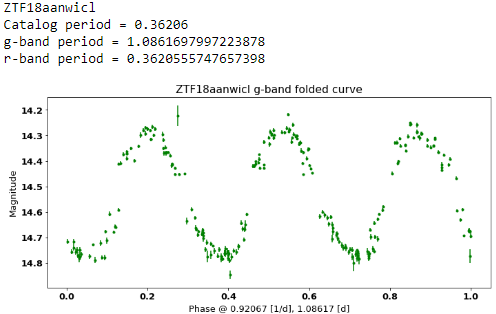 ZTF18aanwicl
Catalog period = 0.36206
g-band period = 1.0861697997223878
r-band period = 0.3620555747657398
ZTF18aanwicl g-band folded curve
14.2
14.3
14.4
14.5
14.6
14.7
14.8
Magnitude
0.0 0.2 0.4 0.6 0.8 1.0
Phase @ 0.92067 [1/d], 1.08617 [d]